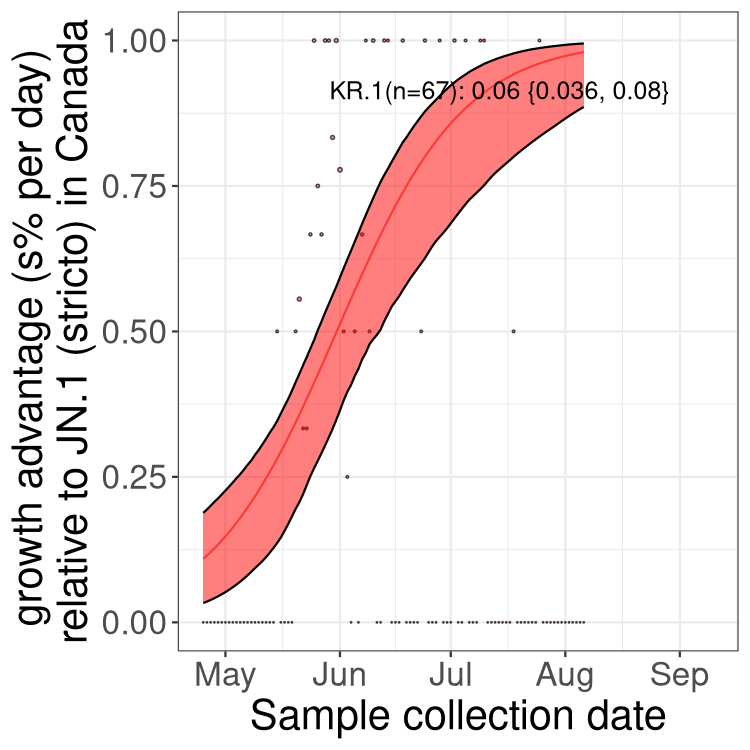 growth advantage (s% per day)
relative to JN.1 (stricto) in Canada
1.00
0.75
0.50
0.25
0.00
KR.1(n=67): 0.06 {0.036, 0.08}
May Jun Jul Aug Sep
Sample collection date